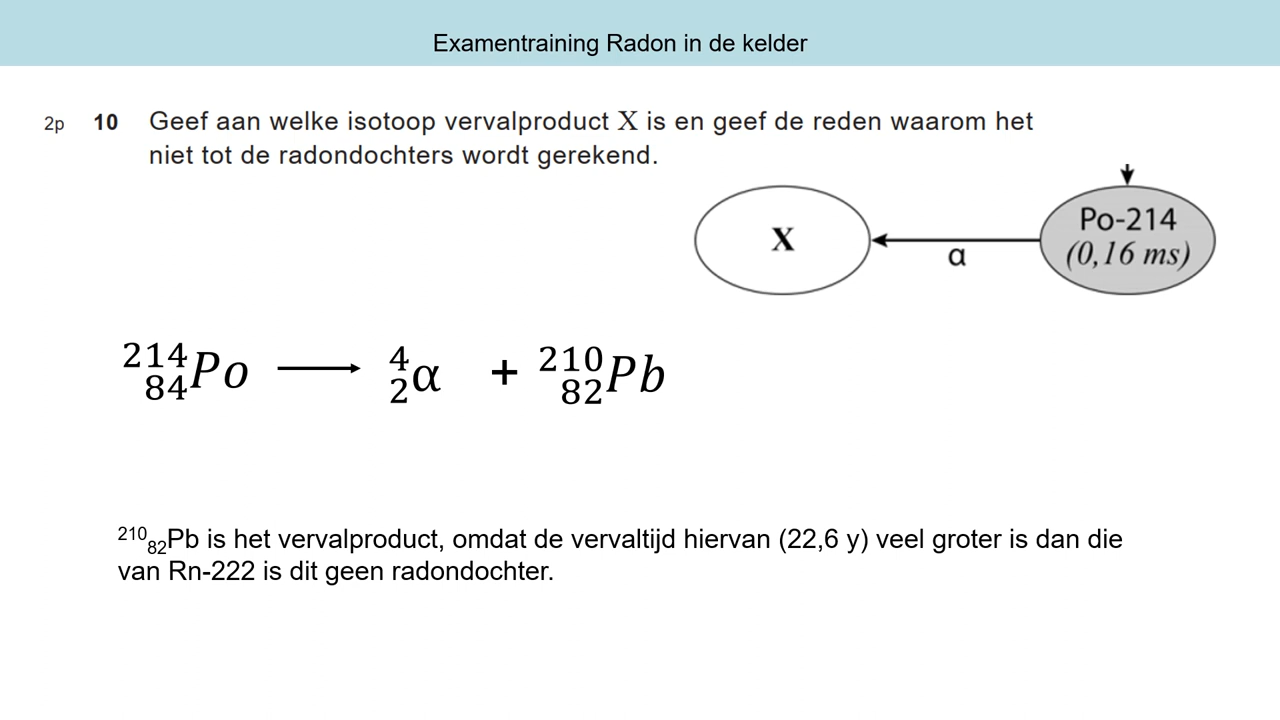 Examentraining Radon in de kelder
2p 10 Geef aan welke isotoop vervalproduct X is en geef de reden waarom het
niet tot de radondochters wordt gerekend.
X
α
Po-214
(0,16 ms)
²¹⁴₈₄Po ⟶ ⁴₂α + ²¹⁰₈₂Pb
²¹⁰₈₂Pb is het vervalproduct, omdat de vervaltijd hiervan (22,6 y) veel groter is dan die
van Rn-222 is dit geen radondochter.